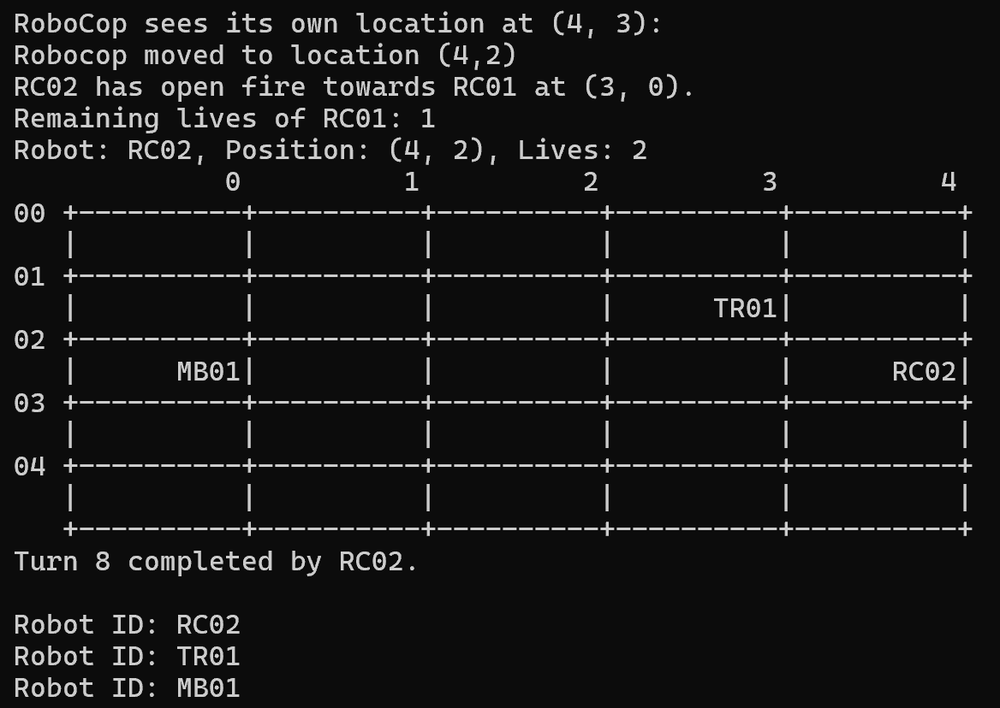 RoboCop sees its own location at (4, 3):
Robocop moved to location (4,2)
RC02 has open fire towards RC01 at (3, 0).
Remaining lives of RC01: 1
Robot: RC02, Position: (4, 2), Lives: 2
             0          1          2          3          4
00 +----------+----------+----------+----------+----------+
   |          |          |          |          |          |
01 +----------+----------+----------+----------+----------+
   |          |          |          |      TR01|          |
02 +----------+----------+----------+----------+----------+
   |      MB01|          |          |          |      RC02|
03 +----------+----------+----------+----------+----------+
   |          |          |          |          |          |
04 +----------+----------+----------+----------+----------+
   |          |          |          |          |          |
   +----------+----------+----------+----------+----------+
Turn 8 completed by RC02.

Robot ID: RC02
Robot ID: TR01
Robot ID: MB01